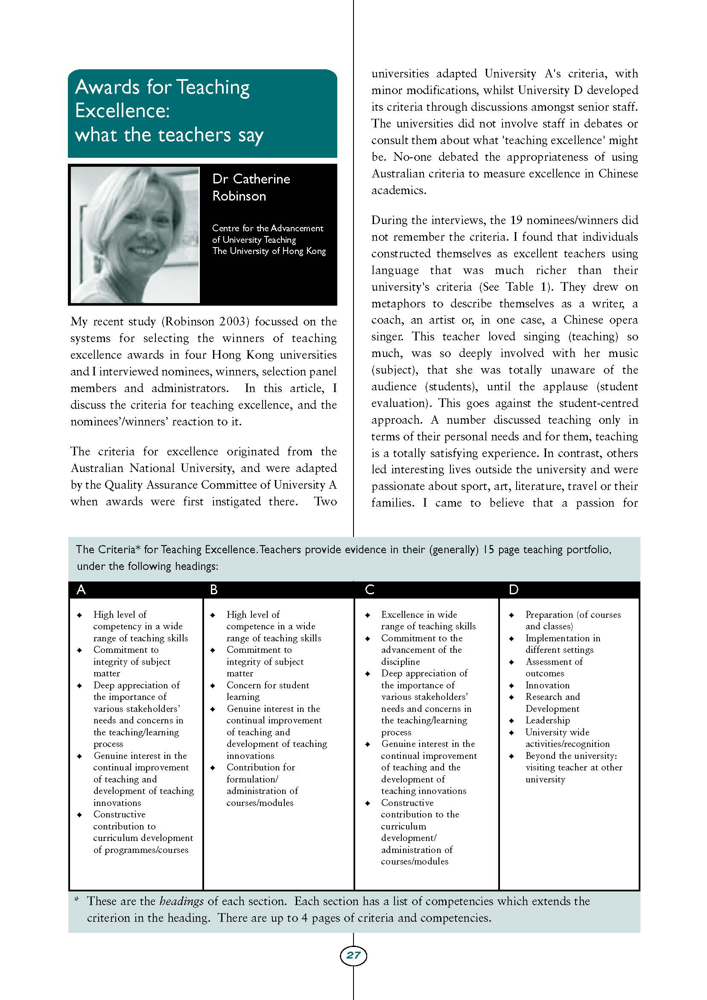 Awards for Teaching
Excellence:
what the teachers say
Dr Catherine
Robinson
Centre for the Advancement
of University Teaching
The University of Hong Kong
My recent study (Robinson 2003) focussed on the
systems for selecting the winners of teaching
excellence awards in four Hong Kong universities
and I interviewed nominees, winners, selection panel
members and administrators. In this article, I
discuss the criteria for teaching excellence, and the
nominees’/winners’ reaction to it.
The criteria for excellence originated from the
Australian National University, and were adapted
by the Quality Assurance Committee of University A
when awards were first instigated there. Two
universities adapted University A's criteria, with
minor modifications, whilst University D developed
its criteria through discussions amongst senior staff.
The universities did not involve staff in debates or
consult them about what 'teaching excellence' might
be. No-one debated the appropriateness of using
Australian criteria to measure excellence in Chinese
academics.
During the interviews, the 19 nominees/winners did
not remember the criteria. I found that individuals
constructed themselves as excellent teachers using
language that was much richer than their
university's criteria (See Table 1). They drew on
metaphors to describe themselves as a writer, a
coach, an artist or, in one case, a Chinese opera
singer. This teacher loved singing (teaching) so
much, was so deeply involved with her music
(subject), that she was totally unaware of the
audience (students), until the applause (student
evaluation). This goes against the student-centred
approach. A number discussed teaching only in
terms of their personal needs and for them, teaching
is a totally satisfying experience. In contrast, others
led interesting lives outside the university and were
passionate about sport, art, literature, travel or their
families. I came to believe that a passion for
The Criteria* for Teaching Excellence. Teachers provide evidence in their (generally) 15 page teaching portfolio,
under the following headings:
A
◆ High level of
competency in a wide
range of teaching skills
◆ Commitment to
integrity of subject
matter
◆ Deep appreciation of
the importance of
various stakeholders’
needs and concerns in
the teaching/learning
process
◆ Genuine interest in the
continual improvement
of teaching and
development of teaching
innovations
◆ Constructive
contribution to
curriculum development
of programmes/courses
B
◆ High level of
competence in a wide
range of teaching skills
◆ Commitment to
integrity of subject
matter
◆ Concern for student
learning
◆ Genuine interest in the
continual improvement
of teaching and
development of teaching
innovations
◆ Contribution for
formulation/
administration of
courses/modules
C
◆ Excellence in wide
range of teaching skills
◆ Commitment to the
advancement of the
discipline
◆ Deep appreciation of
the importance of
various stakeholders’
needs and concerns in
the teaching/learning
process
◆ Genuine interest in the
continual improvement
of teaching and the
development of
teaching innovations
◆ Constructive
contribution to the
curriculum
development/
administration of
courses/modules
D
◆ Preparation (of courses
and classes)
◆ Implementation in
different settings
◆ Assessment of
outcomes
◆ Innovation
◆ Research and
Development
◆ Leadership
◆ University wide
activities/recognition
◆ Beyond the university:
visiting teacher at other
university
* These are the headings of each section. Each section has a list of competencies which extends the
criterion in the heading. There are up to 4 pages of criteria and competencies.
27